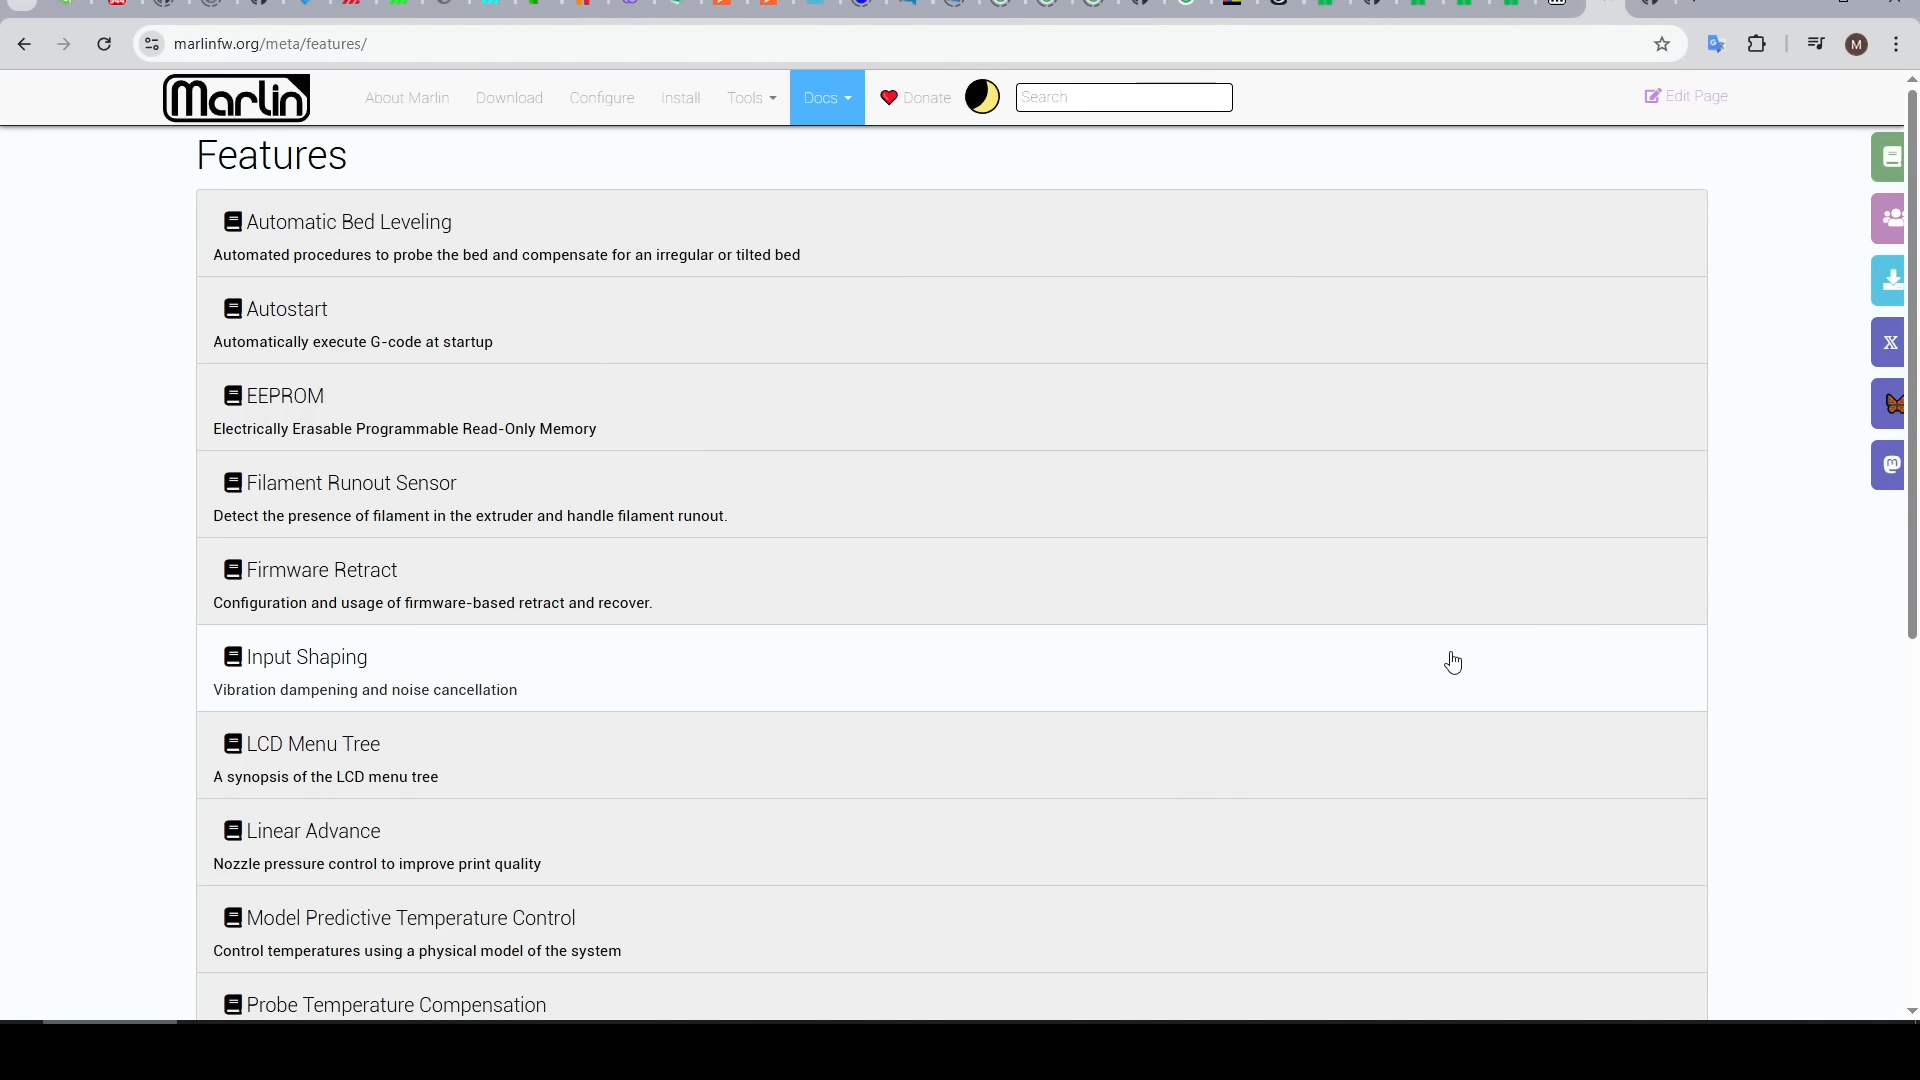 marlinfw.org/meta/features/
M
Marlin
About Marlin
Download
Configure
Install
Tools
Docs
Donate
Search
Edit Page
Features
Automatic Bed Leveling
Automated procedures to probe the bed and compensate for an irregular or tilted bed
Autostart
Automatically execute G-code at startup
EEPROM
Electrically Erasable Programmable Read-Only Memory
Filament Runout Sensor
Detect the presence of filament in the extruder and handle filament runout.
Firmware Retract
Configuration and usage of firmware-based retract and recover.
Input Shaping
Vibration dampening and noise cancellation
LCD Menu Tree
A synopsis of the LCD menu tree
Linear Advance
Nozzle pressure control to improve print quality
Model Predictive Temperature Control
Control temperatures using a physical model of the system
Probe Temperature Compensation